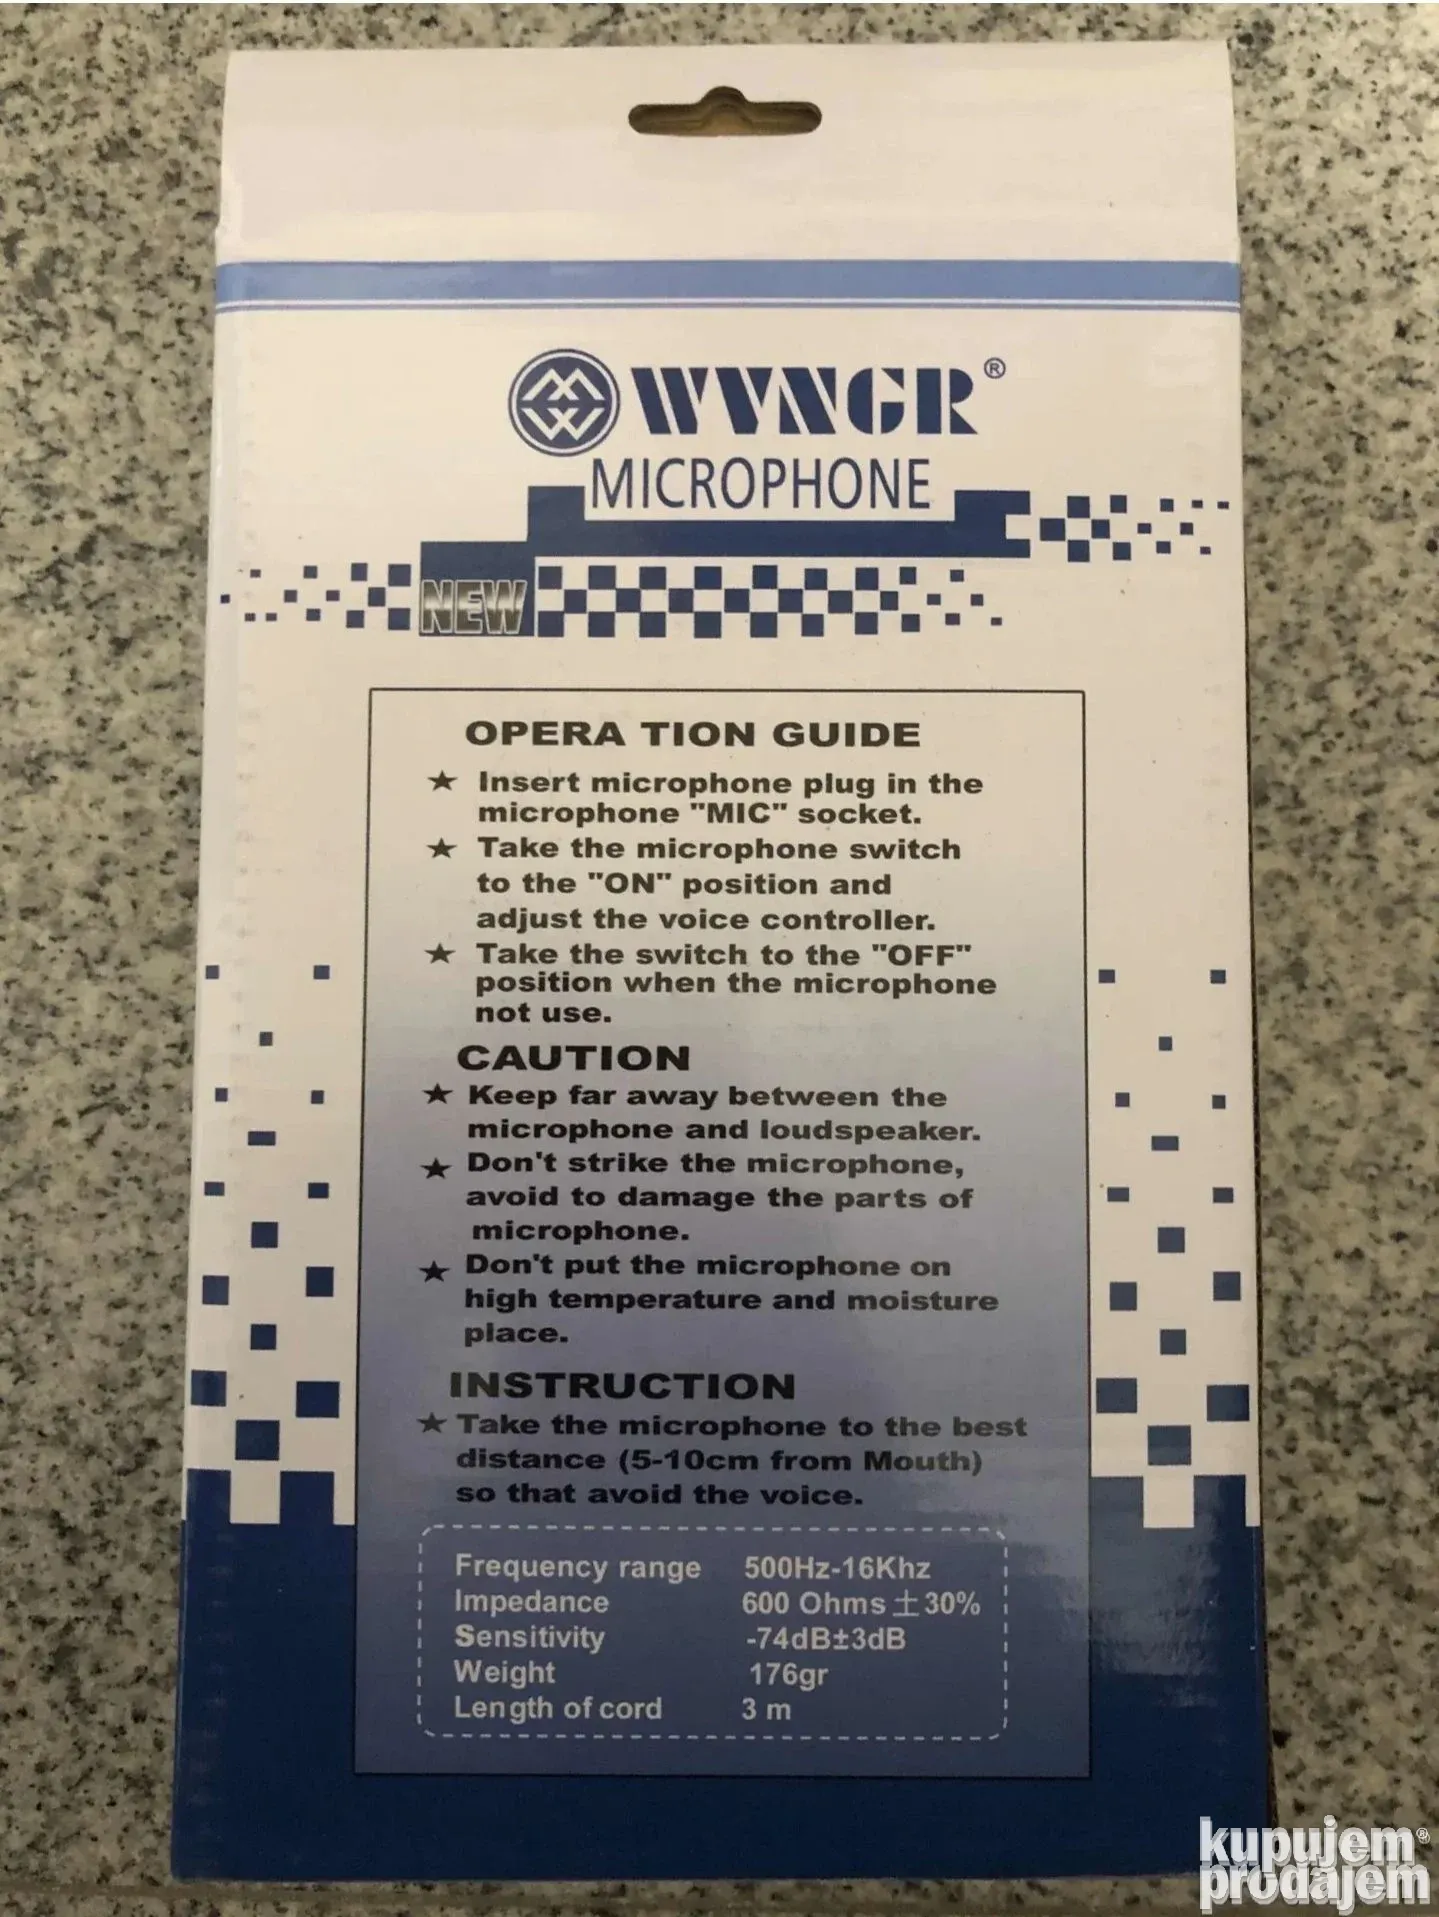 WVNGR®
MICROPHONE
NEW
OPERA TION GUIDE
★ Insert microphone plug in the
microphone "MIC" socket.
★ Take the microphone switch
to the "ON" position and
adjust the voice controller.
★ Take the switch to the "OFF"
position when the microphone
not use.
CAUTION
★ Keep far away between the
microphone and loudspeaker.
★ Don't strike the microphone,
avoid to damage the parts of
microphone.
★ Don't put the microphone on
high temperature and moisture
place.
INSTRUCTION
★ Take the microphone to the best
distance (5-10cm from Mouth)
so that avoid the voice.
Frequency range 500Hz-16Khz
Impedance 600 Ohms ±30%
Sensitivity -74dB±3dB
Weight 176gr
Length of cord 3 m
kupujem®
prodajem